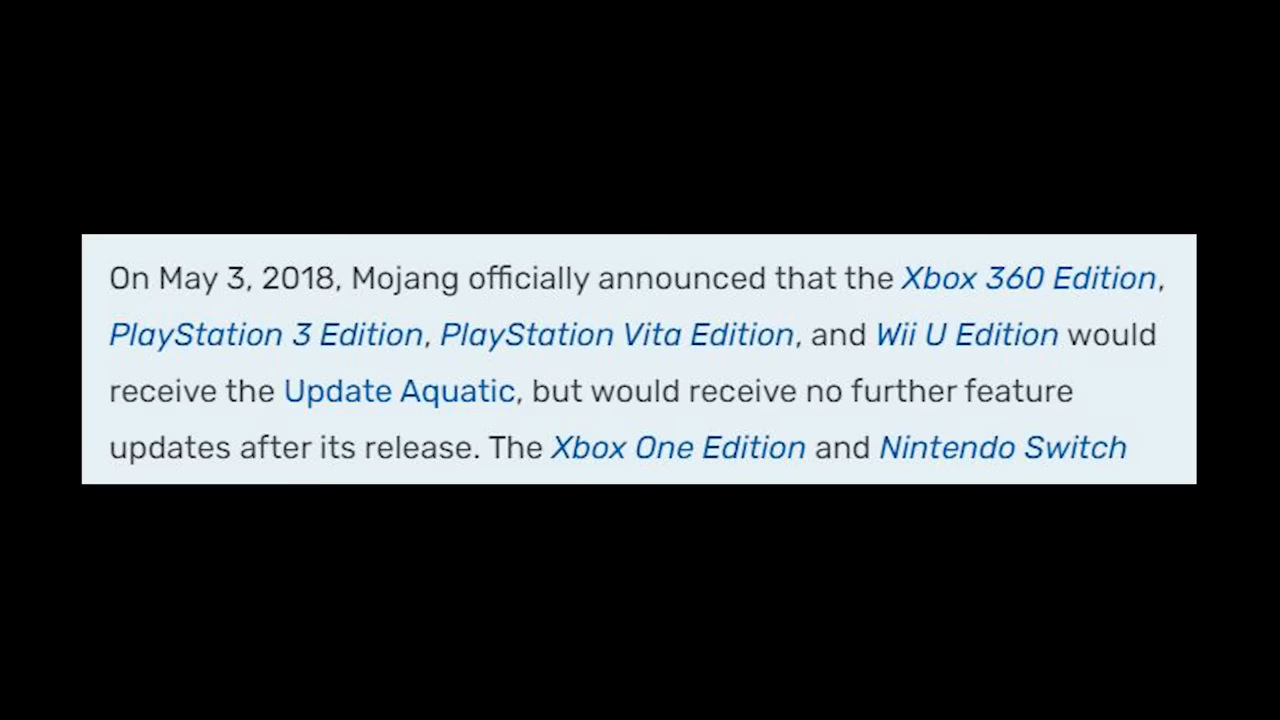 On May 3, 2018, Mojang officially announced that the Xbox 360 Edition,
PlayStation 3 Edition, PlayStation Vita Edition, and Wii U Edition would
receive the Update Aquatic, but would receive no further feature
updates after its release. The Xbox One Edition and Nintendo Switch